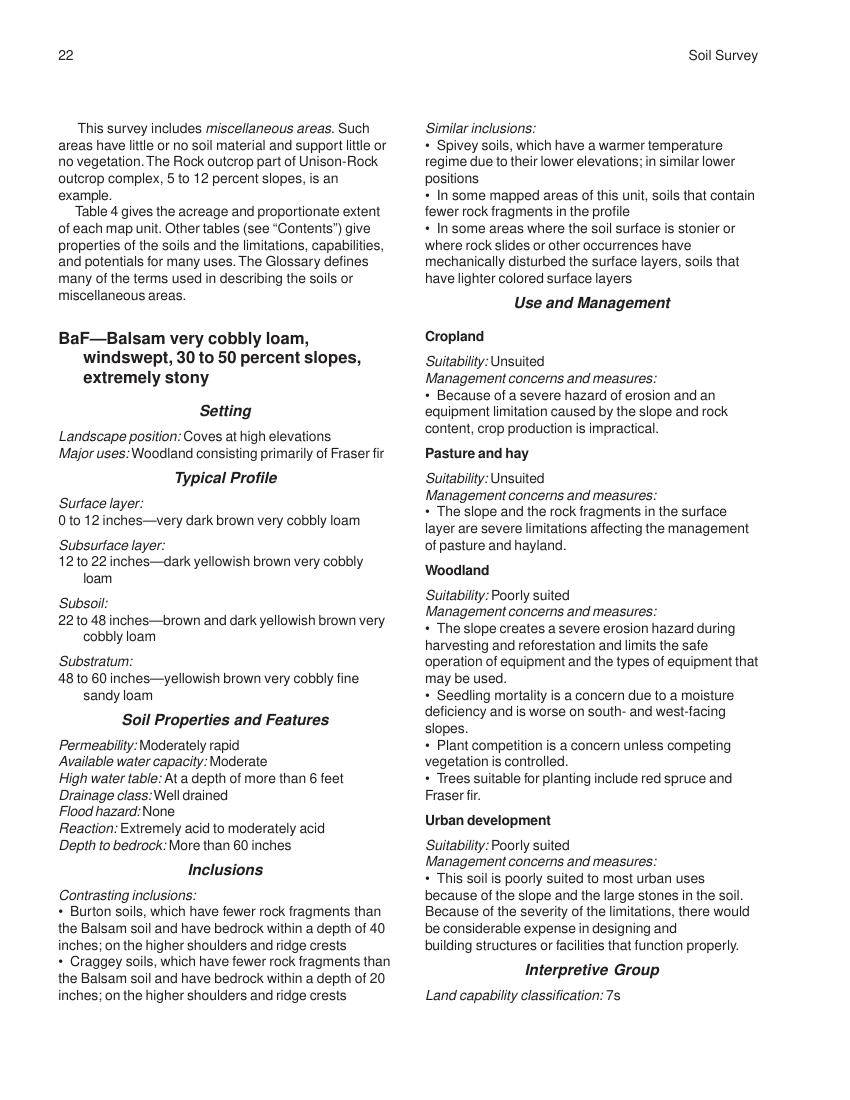 22
Soil Survey
This survey includes miscellaneous areas. Such
areas have little or no soil material and support little or
no vegetation. The Rock outcrop part of Unison-Rock
outcrop complex, 5 to 12 percent slopes, is an
example.
Table 4 gives the acreage and proportionate extent
of each map unit. Other tables (see “Contents”) give
properties of the soils and the limitations, capabilities,
and potentials for many uses. The Glossary defines
many of the terms used in describing the soils or
miscellaneous areas.
BaF—Balsam very cobbly loam,
windswept, 30 to 50 percent slopes,
extremely stony
Setting
Landscape position: Coves at high elevations
Major uses: Woodland consisting primarily of Fraser fir
Typical Profile
Surface layer:
0 to 12 inches—very dark brown very cobbly loam
Subsurface layer:
12 to 22 inches—dark yellowish brown very cobbly
loam
Subsoil:
22 to 48 inches—brown and dark yellowish brown very
cobbly loam
Substratum:
48 to 60 inches—yellowish brown very cobbly fine
sandy loam
Soil Properties and Features
Permeability: Moderately rapid
Available water capacity: Moderate
High water table: At a depth of more than 6 feet
Drainage class: Well drained
Flood hazard: None
Reaction: Extremely acid to moderately acid
Depth to bedrock: More than 60 inches
Inclusions
Contrasting inclusions:
• Burton soils, which have fewer rock fragments than
the Balsam soil and have bedrock within a depth of 40
inches; on the higher shoulders and ridge crests
• Craggey soils, which have fewer rock fragments than
the Balsam soil and have bedrock within a depth of 20
inches; on the higher shoulders and ridge crests
Similar inclusions:
• Spivey soils, which have a warmer temperature
regime due to their lower elevations; in similar lower
positions
• In some mapped areas of this unit, soils that contain
fewer rock fragments in the profile
• In some areas where the soil surface is stonier or
where rock slides or other occurrences have
mechanically disturbed the surface layers, soils that
have lighter colored surface layers
Use and Management
Cropland
Suitability: Unsuited
Management concerns and measures:
• Because of a severe hazard of erosion and an
equipment limitation caused by the slope and rock
content, crop production is impractical.
Pasture and hay
Suitability: Unsuited
Management concerns and measures:
• The slope and the rock fragments in the surface
layer are severe limitations affecting the management
of pasture and hayland.
Woodland
Suitability: Poorly suited
Management concerns and measures:
• The slope creates a severe erosion hazard during
harvesting and reforestation and limits the safe
operation of equipment and the types of equipment that
may be used.
• Seedling mortality is a concern due to a moisture
deficiency and is worse on south- and west-facing
slopes.
• Plant competition is a concern unless competing
vegetation is controlled.
• Trees suitable for planting include red spruce and
Fraser fir.
Urban development
Suitability: Poorly suited
Management concerns and measures:
• This soil is poorly suited to most urban uses
because of the slope and the large stones in the soil.
Because of the severity of the limitations, there would
be considerable expense in designing and
building structures or facilities that function properly.
Interpretive Group
Land capability classification: 7s